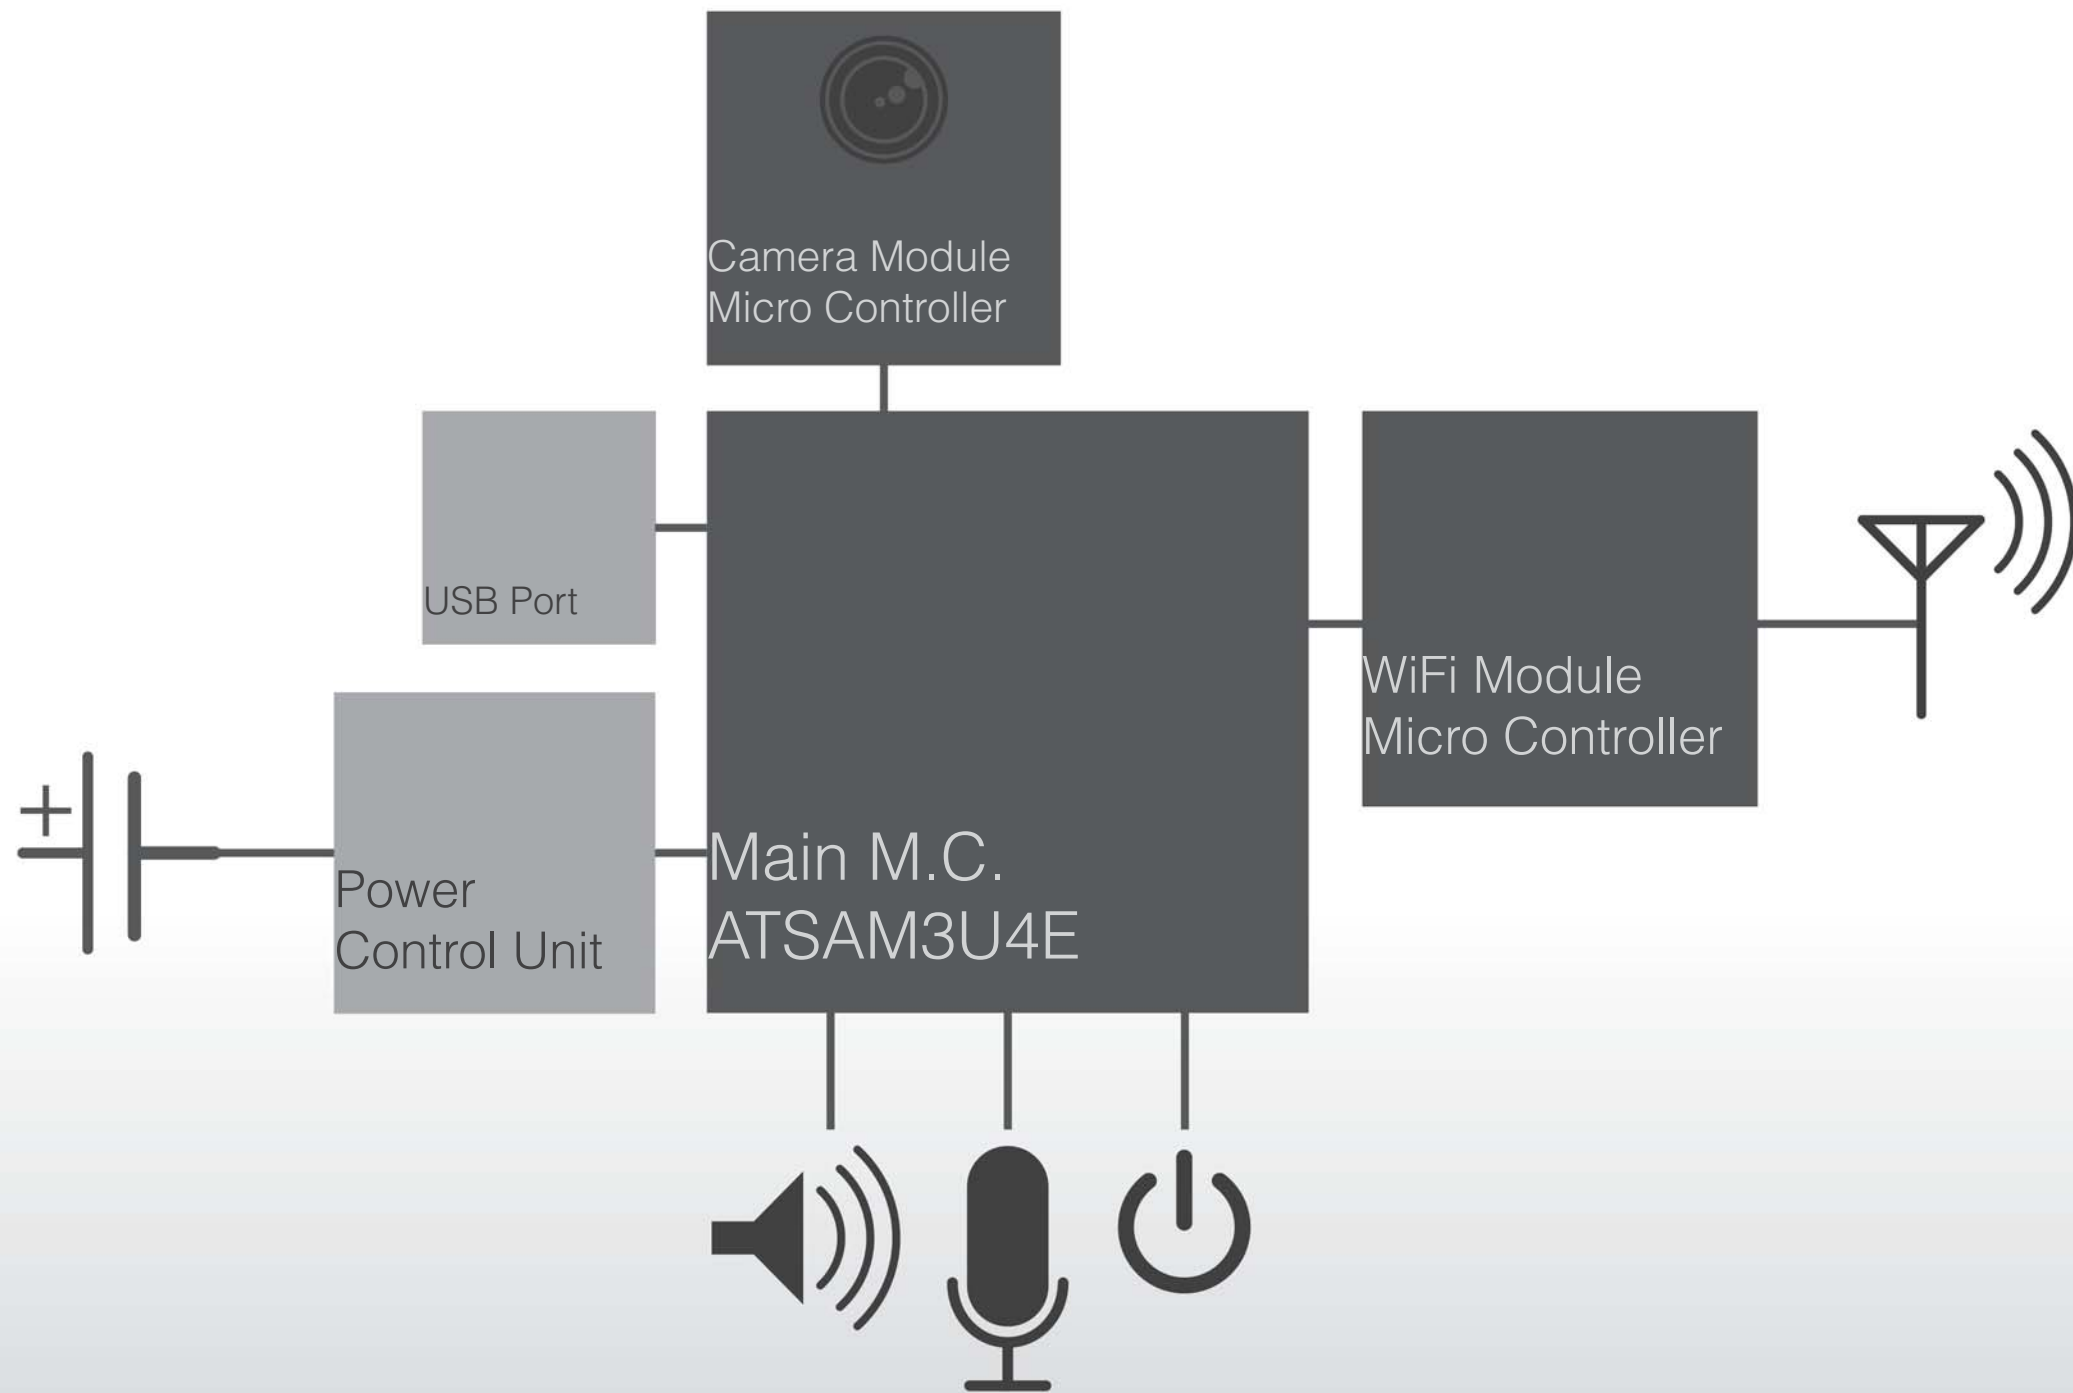 Camera Module
Micro Controller
USB Port
WiFi Module
Micro Controller
Power
Control Unit
Main M.C.
ATSAM3U4E